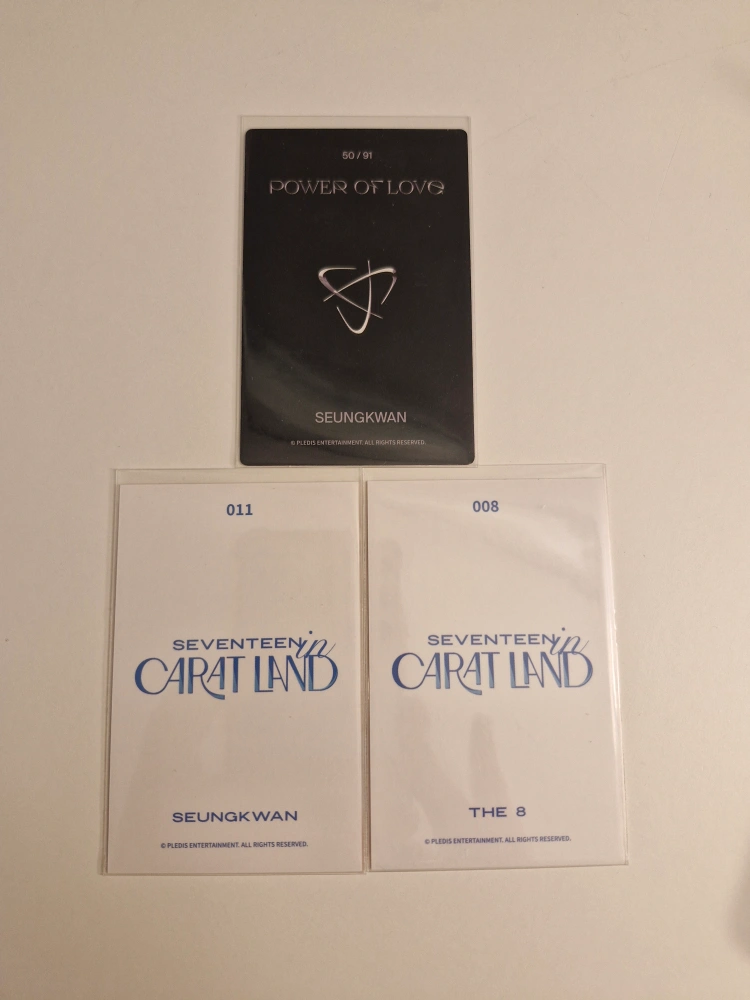 50 / 91
POWER OF LOVE
SEUNGKWAN
© PLEDIS ENTERTAINMENT. ALL RIGHTS RESERVED.
011
SEVENTEEN in
CARAT LAND
SEUNGKWAN
© PLEDIS ENTERTAINMENT. ALL RIGHTS RESERVED.
008
SEVENTEEN in
CARAT LAND
THE 8
© PLEDIS ENTERTAINMENT. ALL RIGHTS RESERVED.